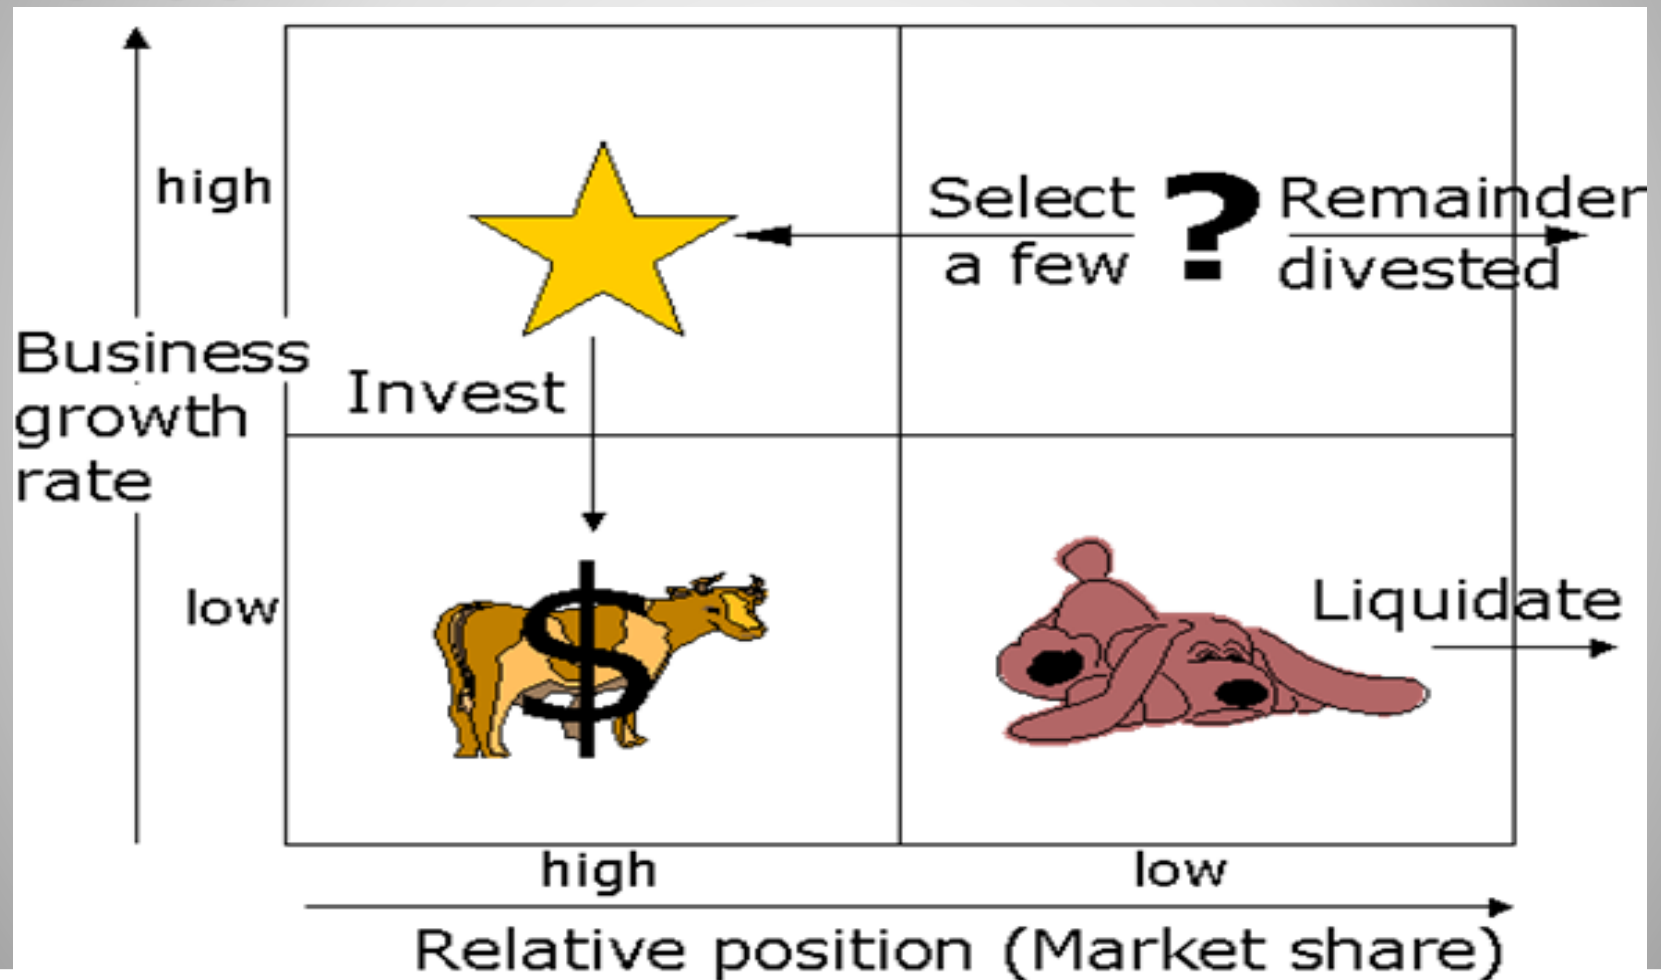 high
Select
a few
?
Remainder
divested
Business
growth
rate
Invest
low
$
Liquidate
high
low
Relative position (Market share)